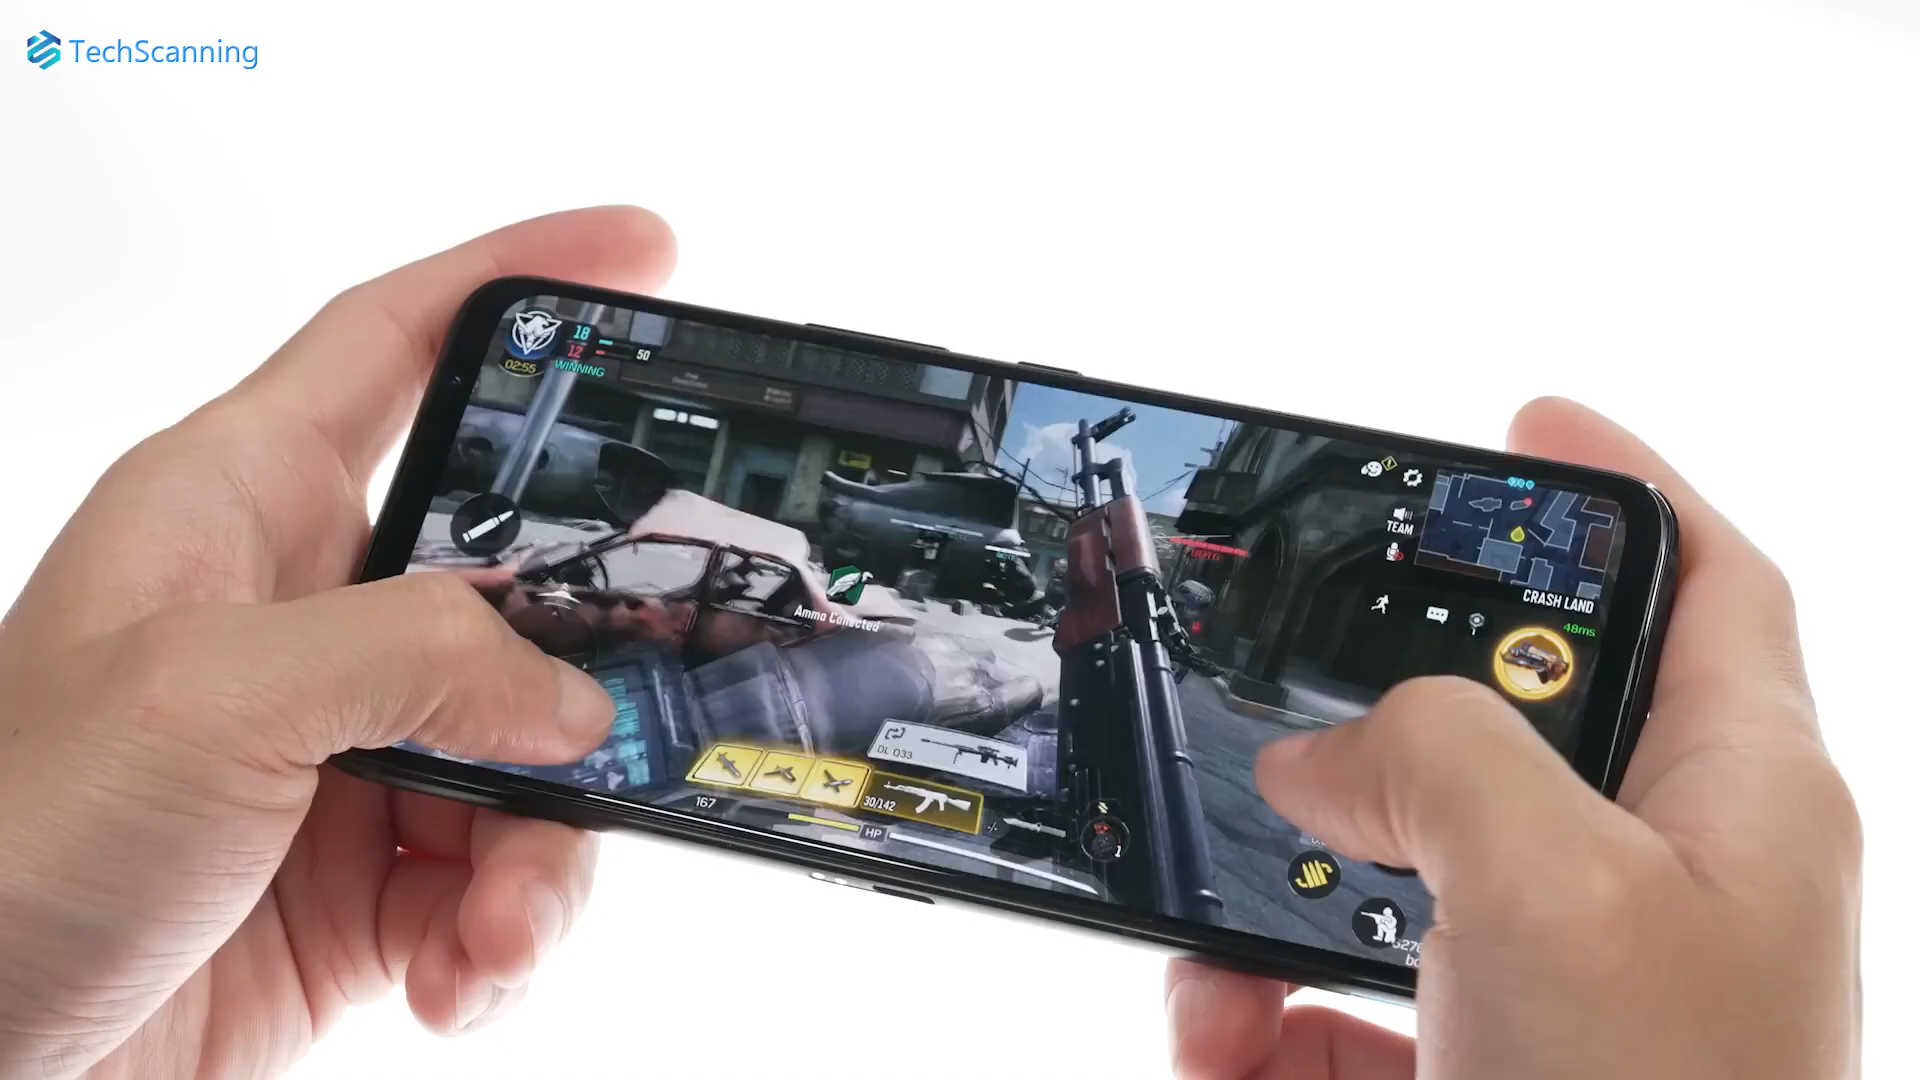 TechScanning
18
12
50
02:55
WINNING
TEAM
CRASH LAND
48ms
Ammo Collected
DL Q33
30/142
167
HP
1